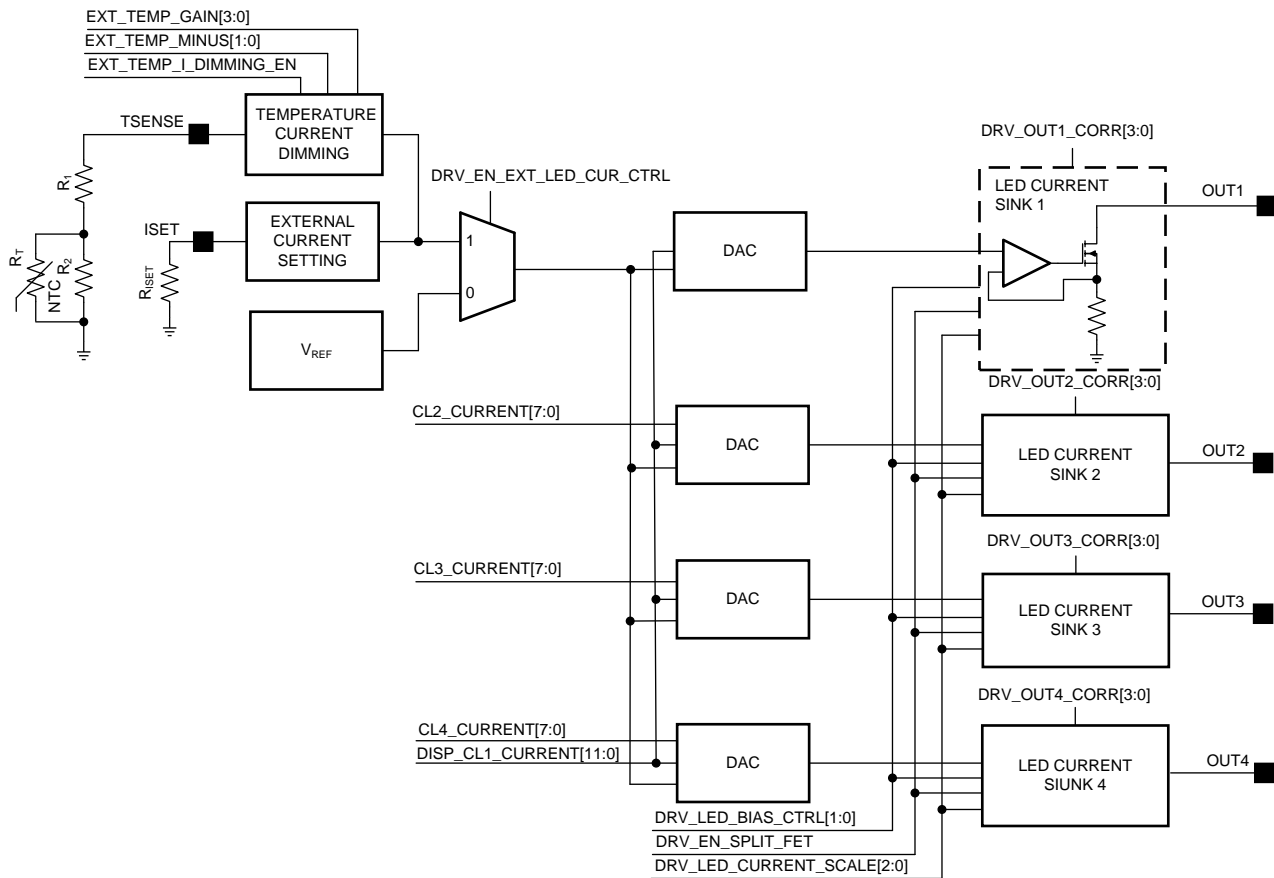 EXT_TEMP_GAIN[3:0]
EXT_TEMP_MINUS[1:0]
EXT_TEMP_I_DIMMING_EN
TSENSE
TEMPERATURE
CURRENT
DIMMING
R1
RT
NTC
R2
ISET
RISET
EXTERNAL
CURRENT
SETTING
VREF
DRV_EN_EXT_LED_CUR_CTRL
1
0
DAC
DRV_OUT1_CORR[3:0]
LED CURRENT
SINK 1
OUT1
CL2_CURRENT[7:0]
DAC
DRV_OUT2_CORR[3:0]
LED CURRENT
SINK 2
OUT2
CL3_CURRENT[7:0]
DAC
DRV_OUT3_CORR[3:0]
LED CURRENT
SINK 3
OUT3
CL4_CURRENT[7:0]
DISP_CL1_CURRENT[11:0]
DAC
DRV_OUT4_CORR[3:0]
LED CURRENT
SIUNK 4
OUT4
DRV_LED_BIAS_CTRL[1:0]
DRV_EN_SPLIT_FET
DRV_LED_CURRENT_SCALE[2:0]